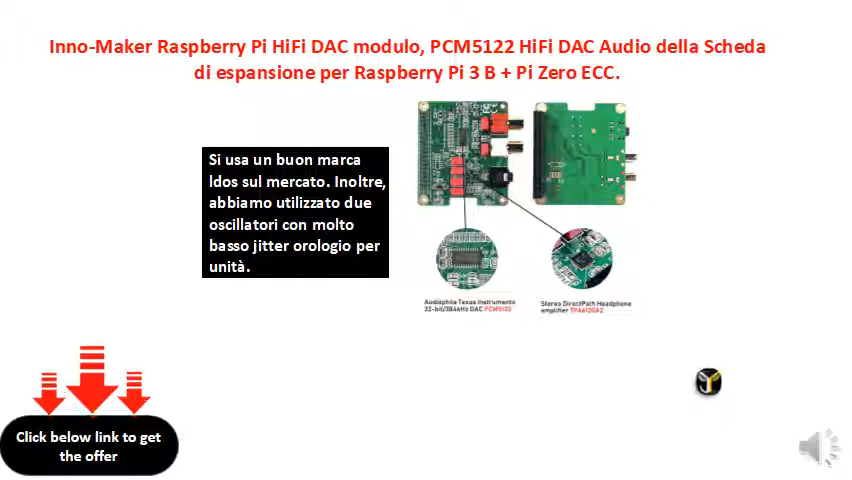 Inno-Maker Raspberry Pi HiFi DAC modulo, PCM5122 HiFi DAC Audio della Scheda
di espansione per Raspberry Pi 3 B + Pi Zero ECC.
Si usa un buon marca
ldos sul mercato. Inoltre,
abbiamo utilizzato due
oscillatori con molto
basso jitter orologio per
unità.
Audiophile Texas Instruments
32-bit/384kHz DAC PCM5122
Stereo DirectPath Headphone
amplifier TPA6130A2
Click below link to get
the offer